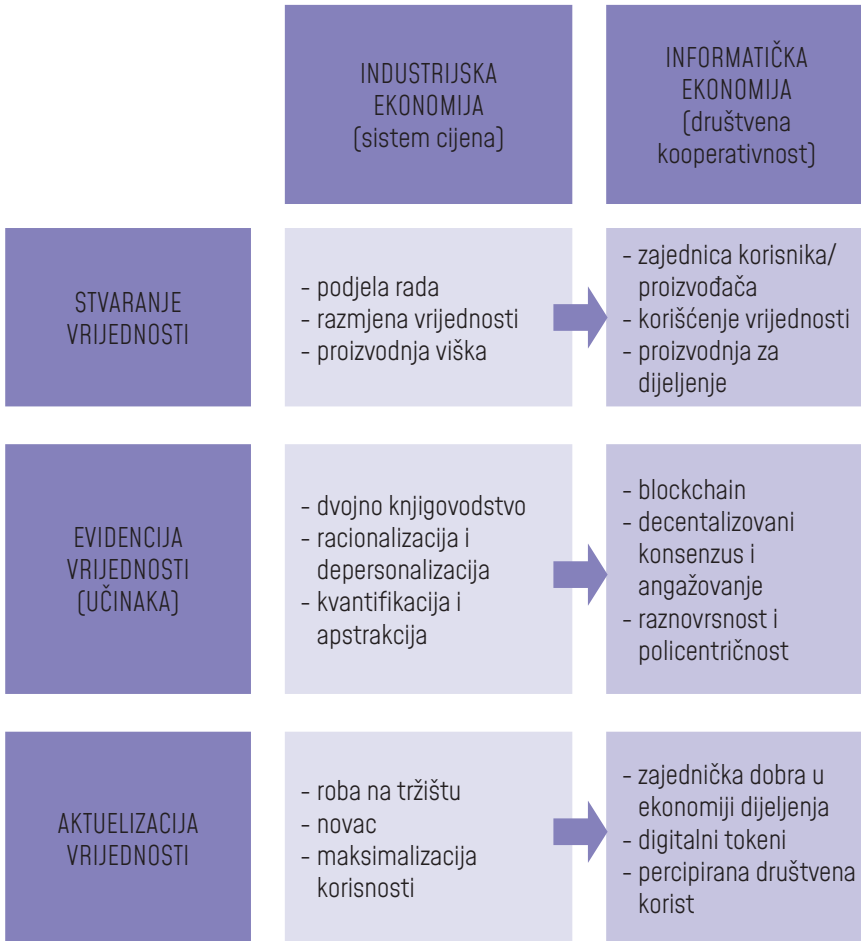 INDUSTRIJSKA
EKONOMIJA
(sistem cijena)
INFORMATIČKA
EKONOMIJA
(društvena
kooperativnost)
STVARANJE
VRIJEDNOSTI
- podjela rada
- razmjena vrijednosti
- proizvodnja viška
- zajednica korisnika/
proizvođača
- korišćenje vrijednosti
- proizvodnja za
dijeljenje
EVIDENCIJA
VRIJEDNOSTI
(UČINAKA)
- dvojno knjigovodstvo
- racionalizacija i
depersonalizacija
- kvantifikacija i
apstrakcija
- blockchain
- decentalizovani
konsenzus i
angažovanje
- raznovrsnost i
policentričnost
AKTUELIZACIJA
VRIJEDNOSTI
- roba na tržištu
- novac
- maksimalizacija
korisnosti
- zajednička dobra u
ekonomiji dijeljenja
- digitalni tokeni
- percipirana društvena
korist